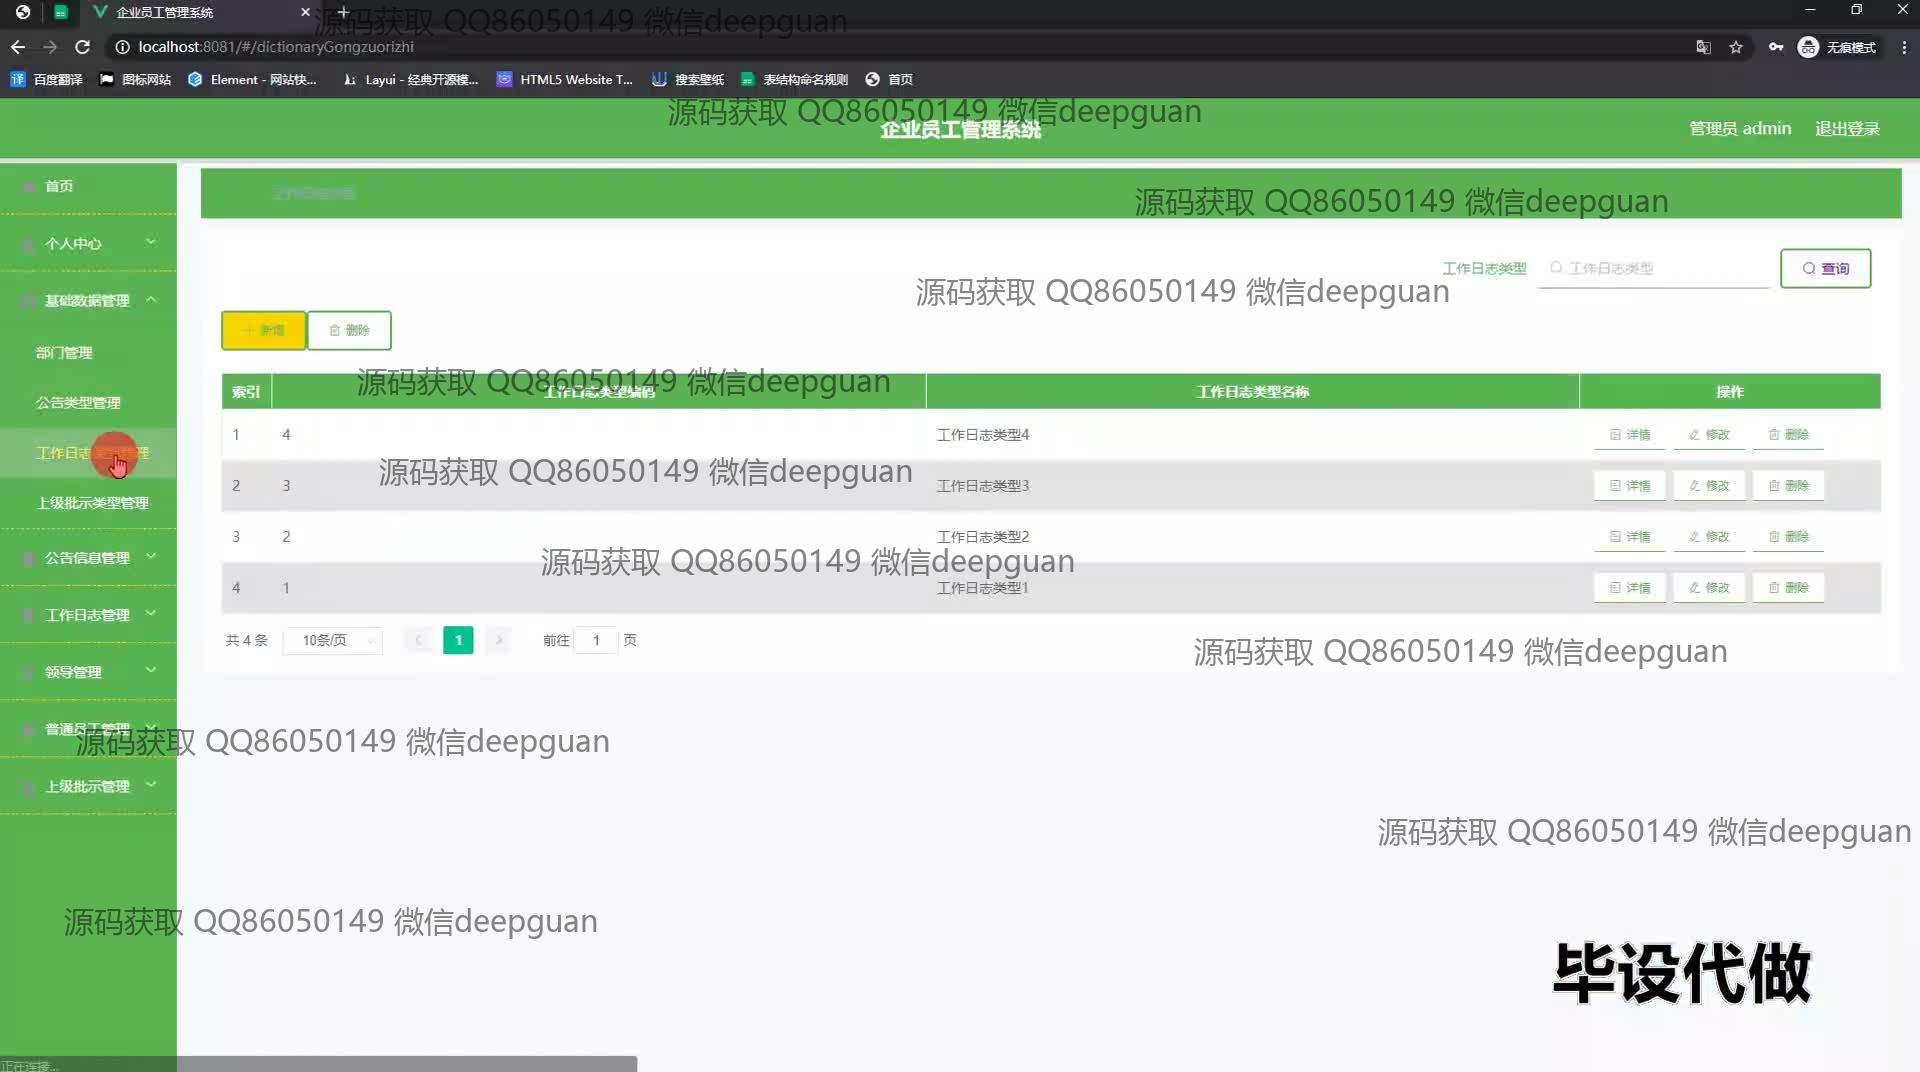 企业员工管理系统
源码获取 QQ86050149 微信deepguan
localhost:8081/#/dictionaryGongzuorizhi
无痕模式
百度翻译 图标网站 Element - 网站快... Layui - 经典开源模... HTML5 Website T... 搜索壁纸 表结构命名规则 首页
源码获取 QQ86050149 微信deepguan
企业员工管理系统
管理员 admin 退出登录
首页
源码获取 QQ86050149 微信deepguan
个人中心
工作日志类型 工作日志类型 查询
源码获取 QQ86050149 微信deepguan
基础数据管理
新增 删除
部门管理
源码获取 QQ86050149 微信deepguan
索引 工作日志类型编码 工作日志类型名称 操作
公告类型管理
1 4 工作日志类型4 详情 修改 删除
工作日志
源码获取 QQ86050149 微信deepguan
2 3 工作日志类型3 详情 修改 删除
上级批示类型管理
3 2 工作日志类型2 详情 修改 删除
公告信息管理
源码获取 QQ86050149 微信deepguan
4 1 工作日志类型1 详情 修改 删除
工作日志管理
共 4 条 10条/页 1 前往 1 页
源码获取 QQ86050149 微信deepguan
领导管理
普通员工管理
源码获取 QQ86050149 微信deepguan
上级批示管理
源码获取 QQ86050149 微信deepguan
源码获取 QQ86050149 微信deepguan
毕设代做
正在连接...